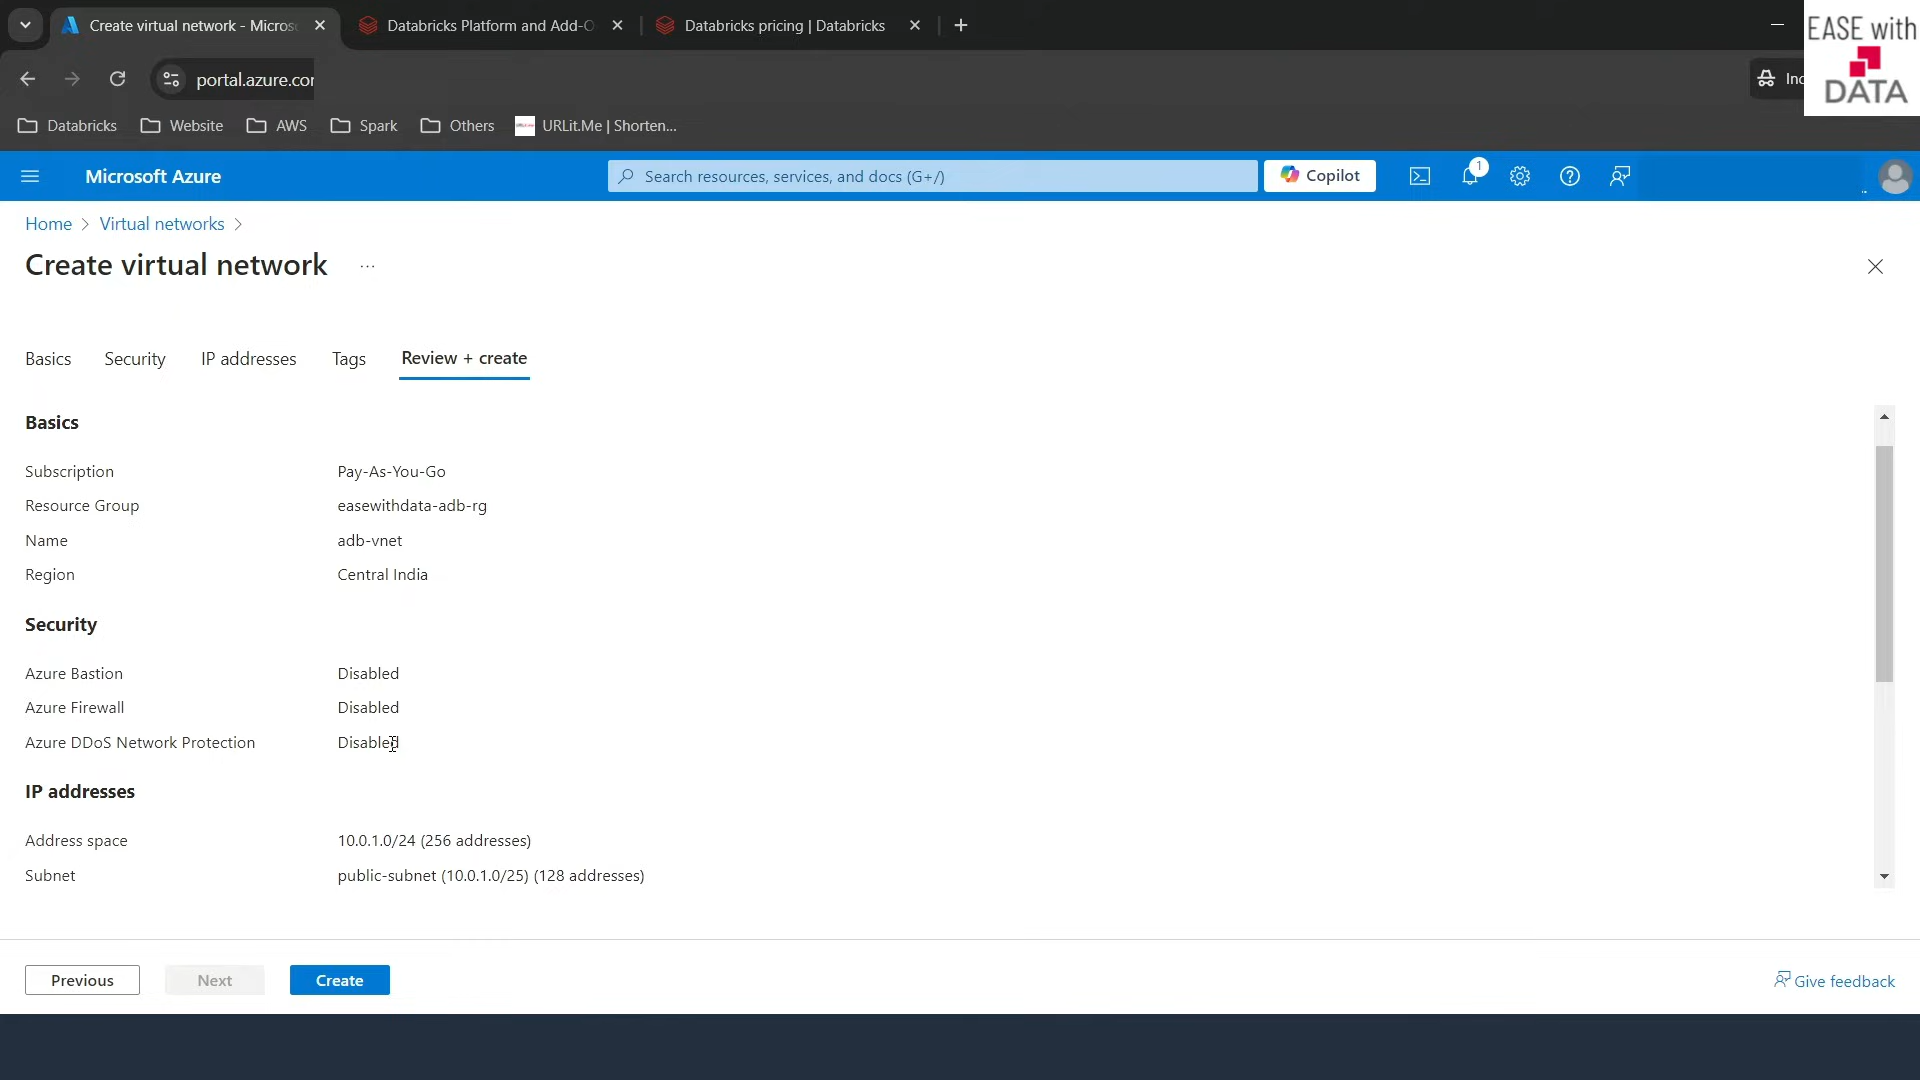 Create virtual network - Micros
Databricks Platform and Add-O
Databricks pricing | Databricks
EASE with
DATA
portal.azure.cor
Inc
Databricks
Website
AWS
Spark
Others
URLit.Me | Shorten...
Microsoft Azure
Search resources, services, and docs (G+/)
Copilot
1
Home > Virtual networks >
Create virtual network ...
Basics
Security
IP addresses
Tags
Review + create
Basics
Subscription Pay-As-You-Go
Resource Group easewithdata-adb-rg
Name adb-vnet
Region Central India
Security
Azure Bastion Disabled
Azure Firewall Disabled
Azure DDoS Network Protection Disabled
IP addresses
Address space 10.0.1.0/24 (256 addresses)
Subnet public-subnet (10.0.1.0/25) (128 addresses)
Previous
Next
Create
Give feedback